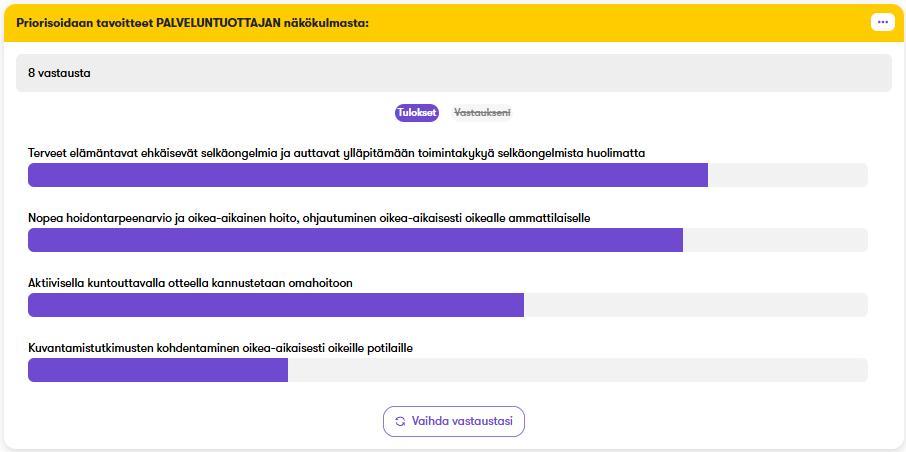 Priorisoidaan tavoitteet PALVELUNTUOTTAJAN näkökulmasta:
8 vastausta
Tulokset Vastaukseni
Terveet elämäntavat ehkäisevät selkäongelmia ja auttavat ylläpitämään toimintakykyä selkäongelmista huolimatta
Nopea hoidontarpeenarvio ja oikea-aikainen hoito, ohjautuminen oikea-aikaisesti oikealle ammattilaiselle
Aktiivisella kuntouttavalla otteella kannustetaan omahoitoon
Kuvantamistutkimusten kohdentaminen oikea-aikaisesti oikeille potilaille
Vaihda vastaustasi